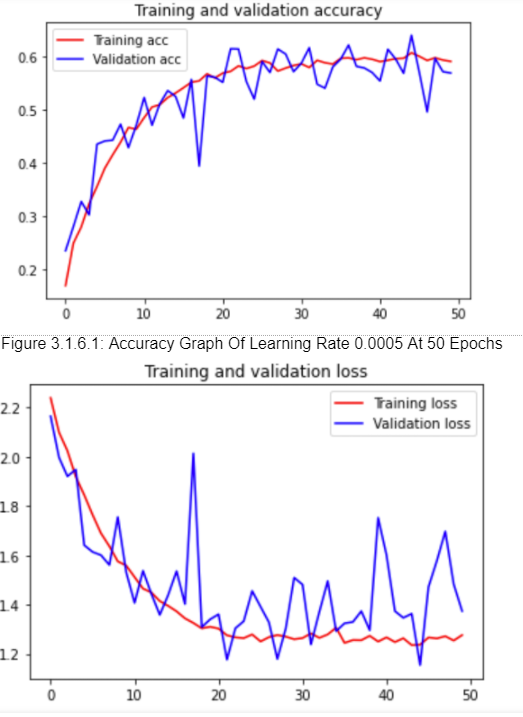 Training and validation accuracy
Training acc
Validation acc
0.6
0.5
0.4
0.3
0.2
0 10 20 30 40 50
Figure 3.1.6.1: Accuracy Graph Of Learning Rate 0.0005 At 50 Epochs
Training and validation loss
Training loss
Validation loss
2.2
2.0
1.8
1.6
1.4
1.2
0 10 20 30 40 50